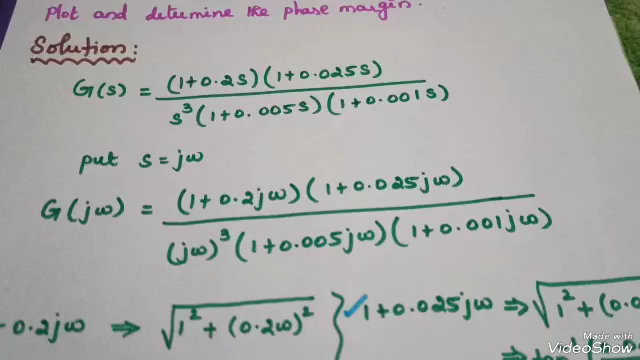 Plot and determine the phase margin.
Solution:
G(s) = (1+0.2s)(1+0.025s)
s³(1+0.005s)(1+0.001s)
put s=jω
G(jω) = (1+0.2jω)(1+0.025jω)
(jω)³(1+0.005jω)(1+0.001jω)
0.2jω ⇒ √1²+(0.2ω)² } ✓1+0.025jω ⇒ √1²+(0.0
Made with
VideoShow